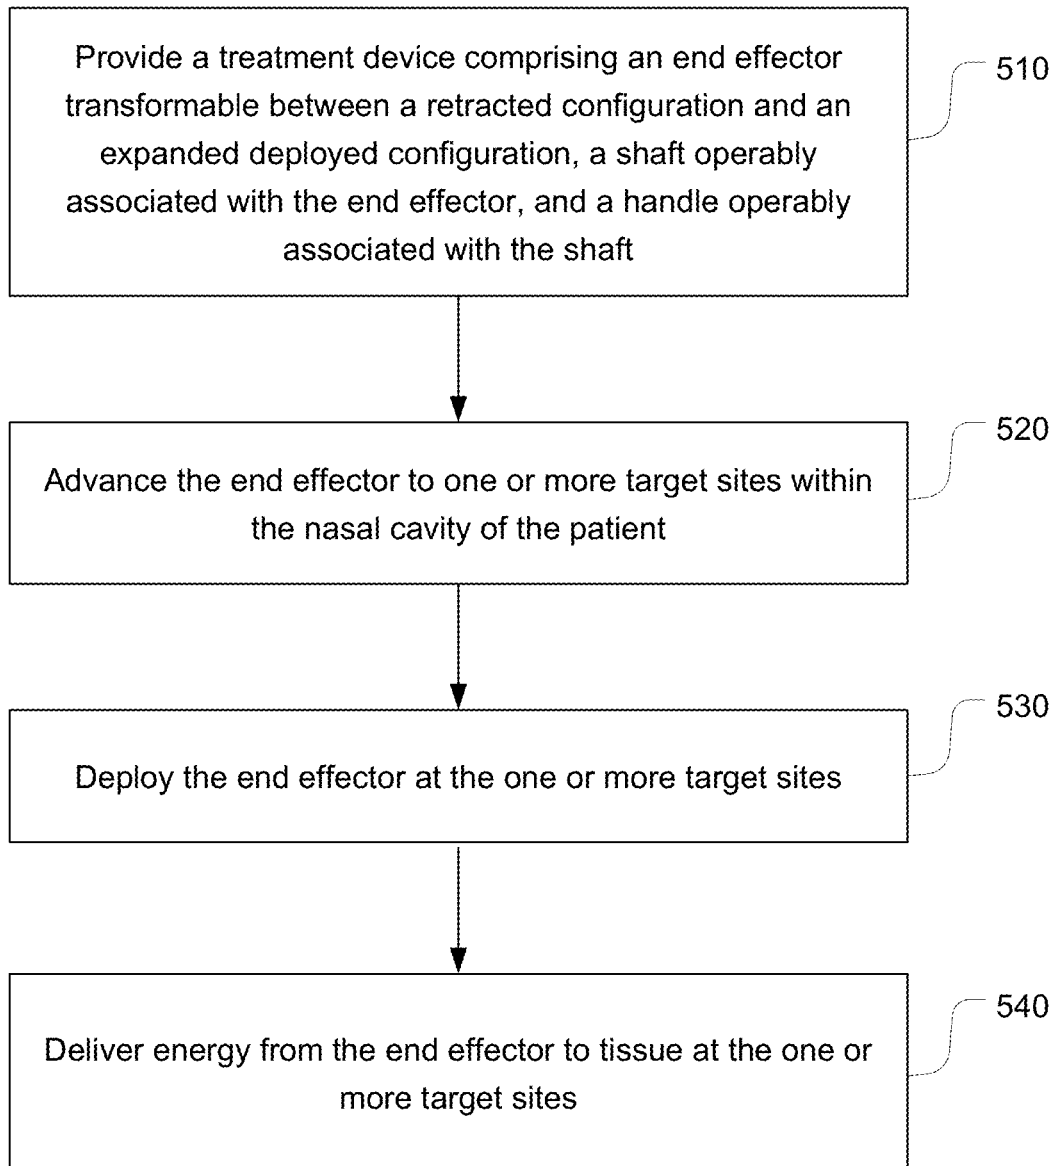 Provide a treatment device comprising an end effector
transformable between a retracted configuration and an
expanded deployed configuration, a shaft operably
associated with the end effector, and a handle operably
associated with the shaft
510
Advance the end effector to one or more target sites within
the nasal cavity of the patient
520
Deploy the end effector at the one or more target sites
530
Deliver energy from the end effector to tissue at the one or
more target sites
540